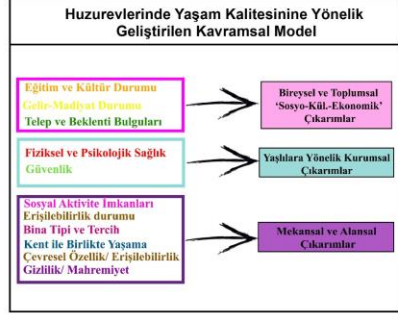 Huzurevlerinde Yaşam Kalitesinine Yönelik
Geliştirilen Kavramsal Model
Eğitim ve Kültür Durumu
Gelir-Madiyat Durumu
Telep ve Beklenti Bulguları
Bireysel ve Toplumsal
‘Sosyo-Kül.-Ekonomik’
Çıkarımlar
Fiziksel ve Psikolojik Sağlık
Güvenlik
Yaşlılara Yönelik Kurumsal
Çıkarımlar
Sosyal Aktivite İmkanları
Erişilebilirlik durumu
Bina Tipi ve Tercih
Kent ile Birlikte Yaşama
Çevresel Özellik/ Erişilebilirlik
Gizlilik/ Mahremiyet
Mekansal ve Alansal
Çıkarımlar